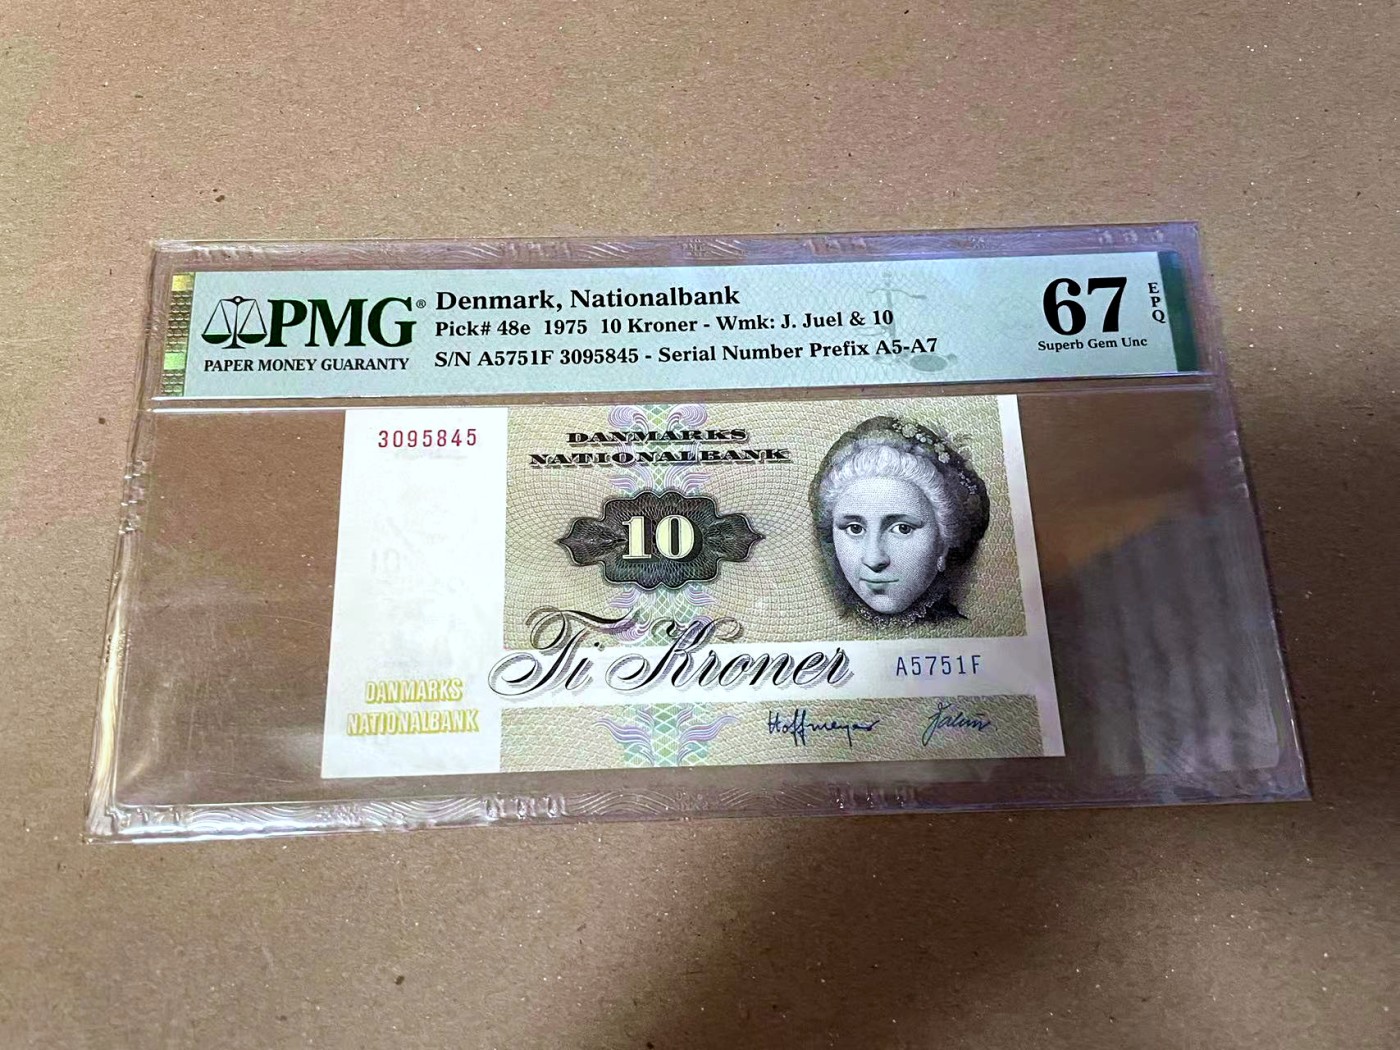 PMG®
PAPER MONEY GUARANTY
Denmark, Nationalbank
Pick# 48e 1975 10 Kroner - Wmk: J. Juel & 10
S/N A5751F 3095845 - Serial Number Prefix A5-A7
67
EPQ
Superb Gem Unc
3095845
DANMARKS
NATIONALBANK
10
Ti Kroner
A5751F
DANMARKS
NATIONALBANK
Hoffmeyer